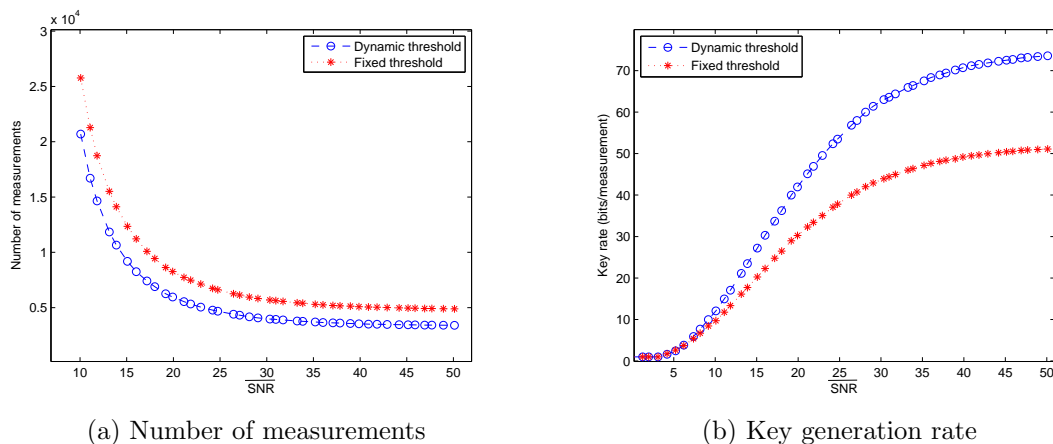 x 10⁴
3
2.5
2
1.5
1
0.5
10 15 20 25 30 35 40 45 50
SNR
Number of measurements
Dynamic threshold
Fixed threshold
(a) Number of measurements
70
60
50
40
30
20
10
0
5 10 15 20 25 30 35 40 45 50
SNR
Key rate (bits/measurement)
Dynamic threshold
Fixed threshold
(b) Key generation rate